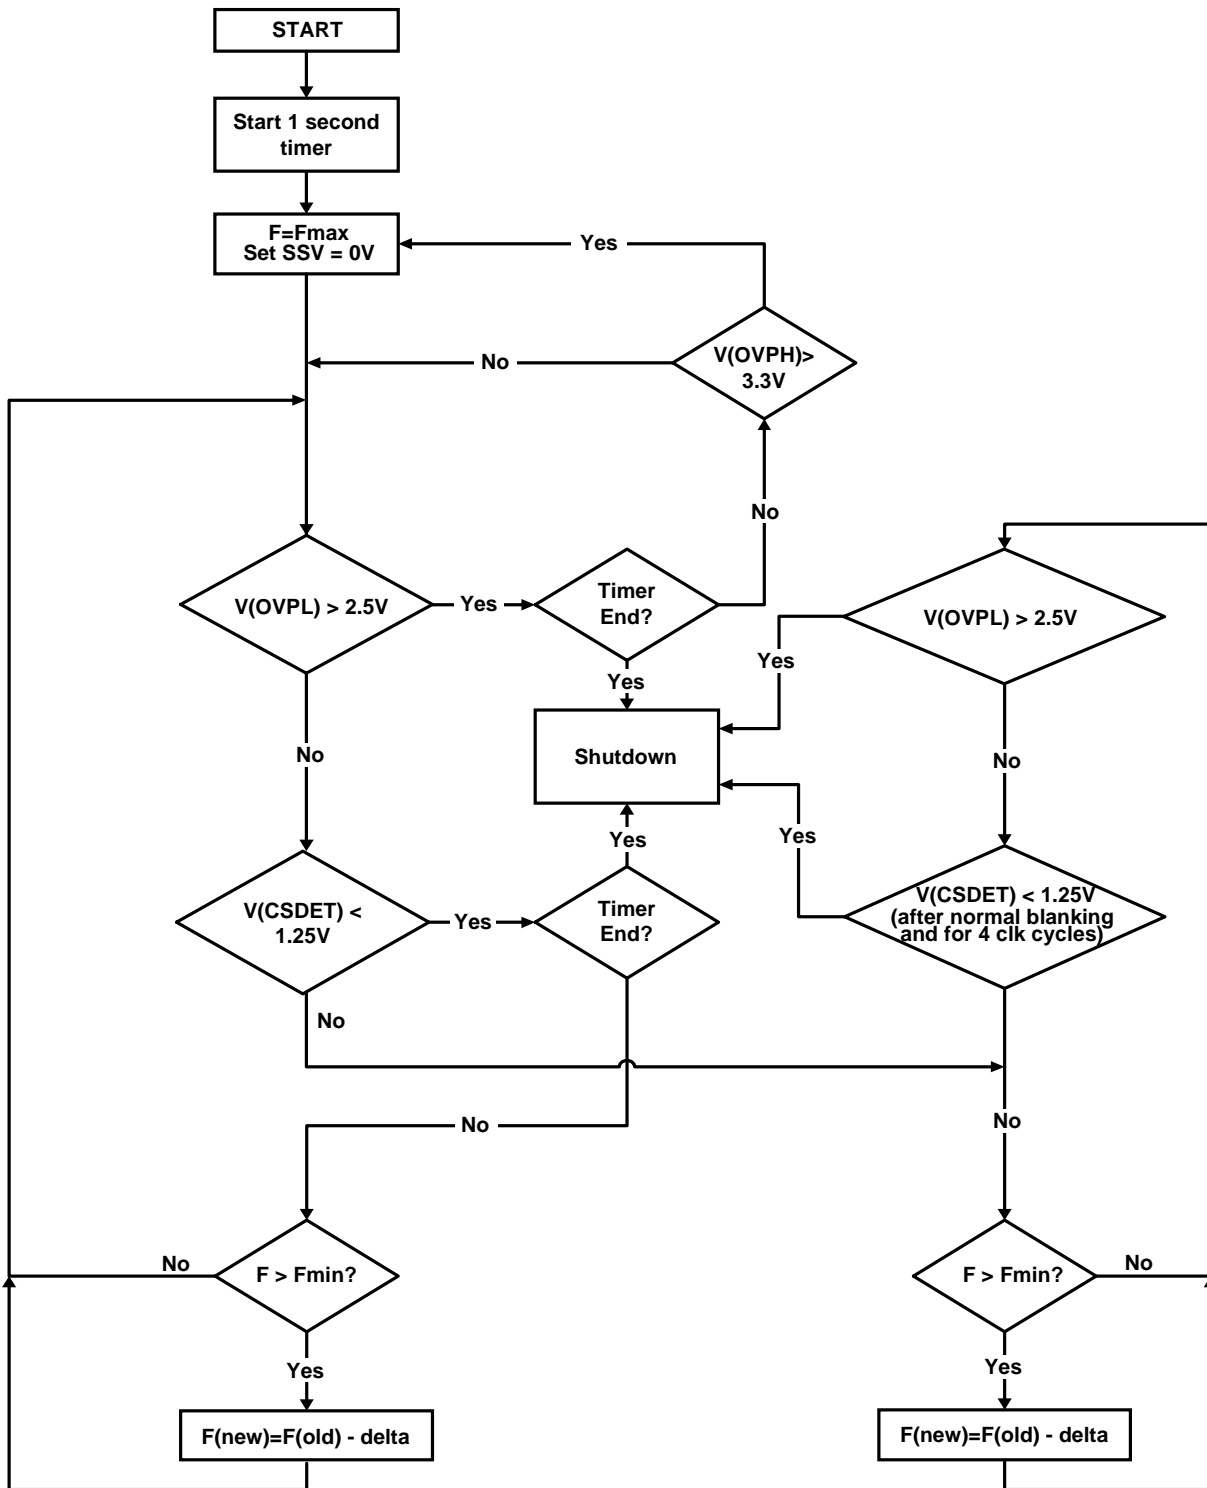 START
Start 1 second
timer
F=Fmax
Set SSV = 0V
Yes
V(OVPH)>
3.3V
No
No
V(OVPL) > 2.5V
Yes
Timer
End?
V(OVPL) > 2.5V
Yes
Yes
Shutdown
No
No
Yes
Yes
V(CSDET) <
1.25V
Yes
Timer
End?
V(CSDET) < 1.25V
(after normal blanking
and for 4 clk cycles)
No
No
No
No
F > Fmin?
F > Fmin?
No
Yes
Yes
F(new)=F(old) - delta
F(new)=F(old) - delta